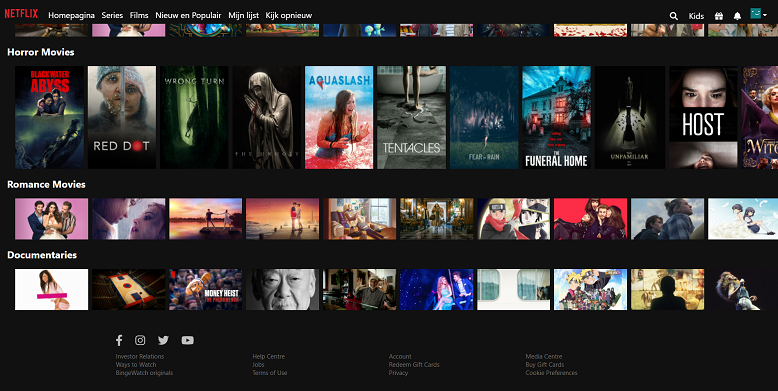 NETFLIX Homepagina Series Films Nieuw en Populair Mijn lijst Kijk opnieuw Kids
Horror Movies
BLACK WATER
ABYSS
RED DOT
WRONG TURN
AQUASLASH
TENTACLES
FEAR OF RAIN
THE
FUNERAL HOME
UNFAMILIAR
HOST
Romance Movies
Documentaries
MONEY HEIST
THE PHENOMENON
Investor Relations Help Centre Account Media Centre
Ways to Watch Jobs Redeem Gift Cards Buy Gift Cards
BingeWatch originals Terms of Use Privacy Cookie Preferences